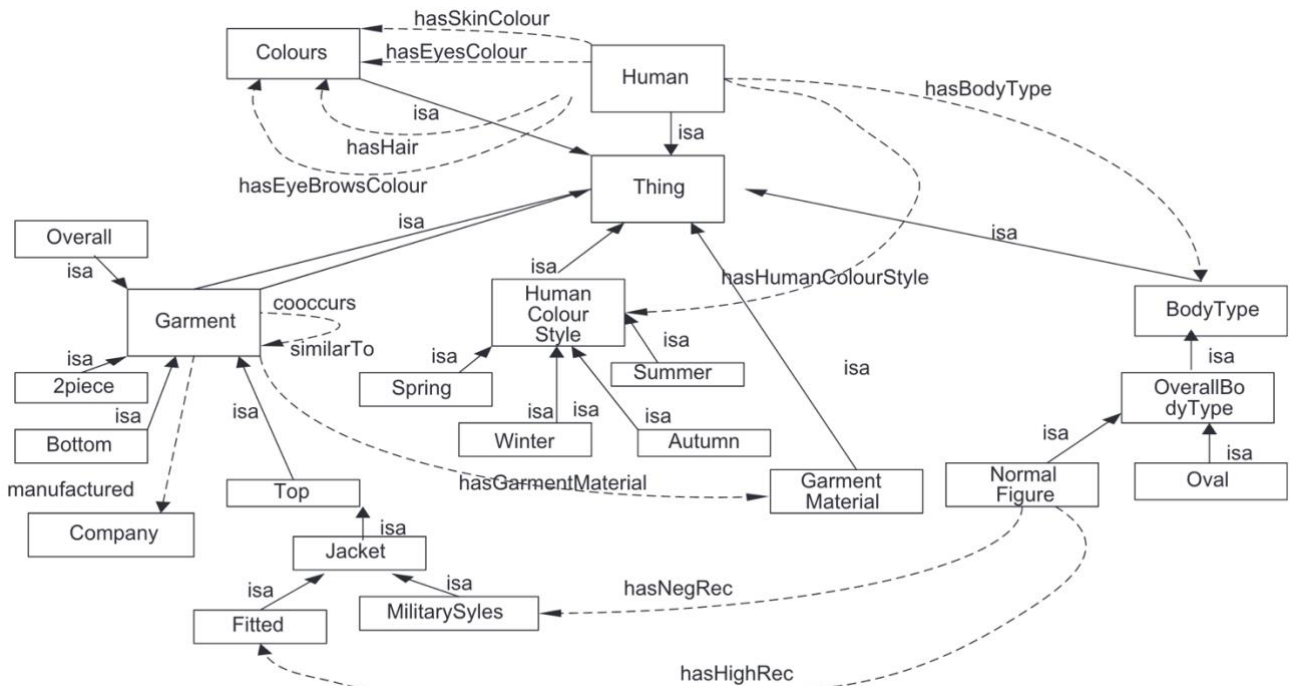 hasSkinColour
Colours
hasEyesColour
Human
hasBodyType
isa
isa
hasHair
hasEyeBrowsColour
Thing
isa
isa
Overall
isa
isa
hasHumanColourStyle
cooccurs
Garment
similarTo
Human
Colour
Style
BodyType
isa
2piece
isa
Spring
isa
Summer
isa
isa
OverallBo
dyType
isa
Bottom
isa
isa
isa
Winter
isa
Autumn
isa
isa
manufactured
Top
hasGarmentMaterial
Garment
Material
Normal
Figure
Oval
Company
isa
Jacket
isa
isa
hasNegRec
Fitted
MilitarySyles
hasHighRec